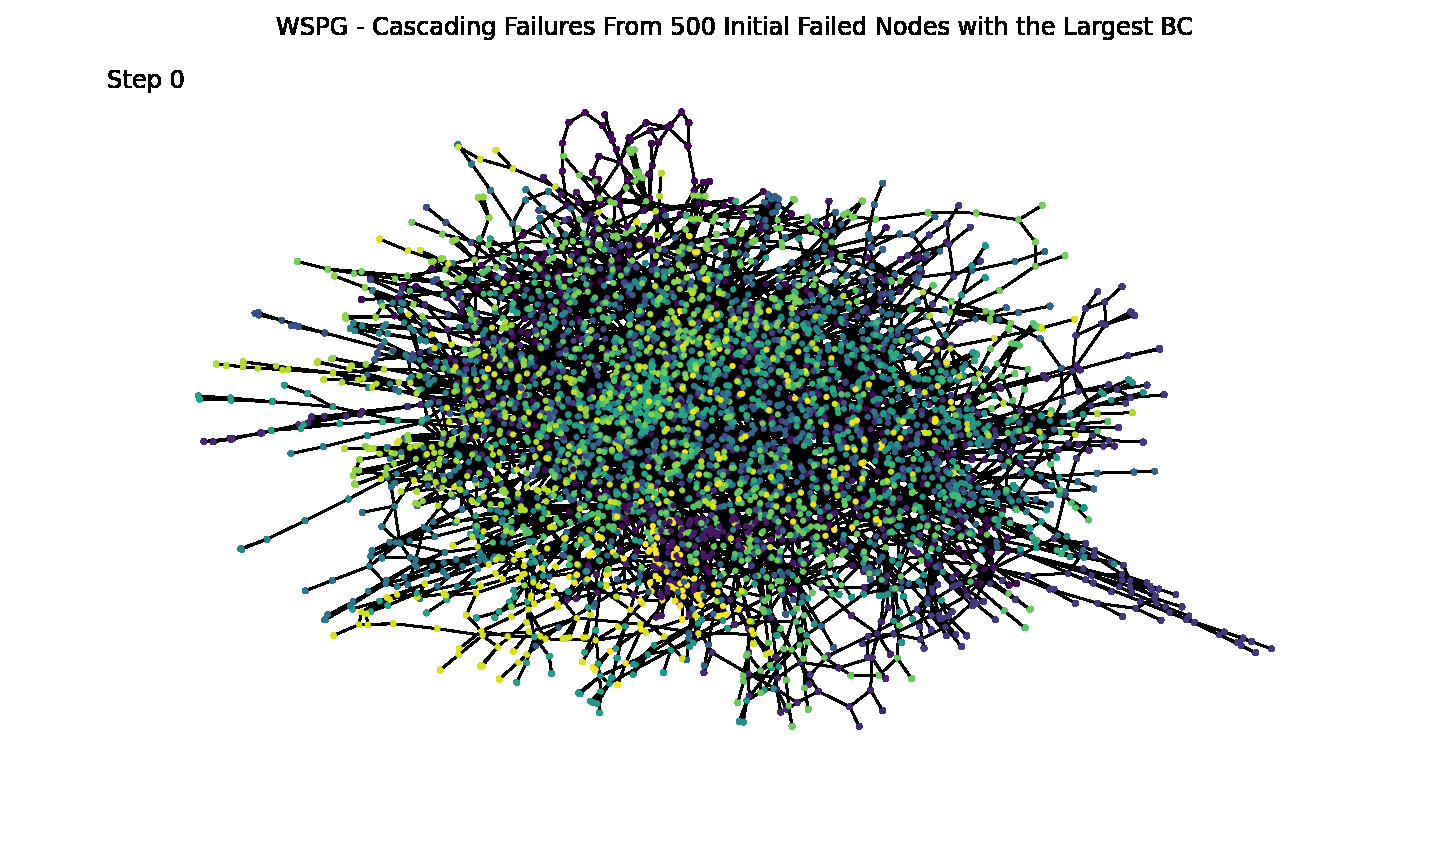 WSPG - Cascading Failures From 500 Initial Failed Nodes with the Largest BC
Step 0